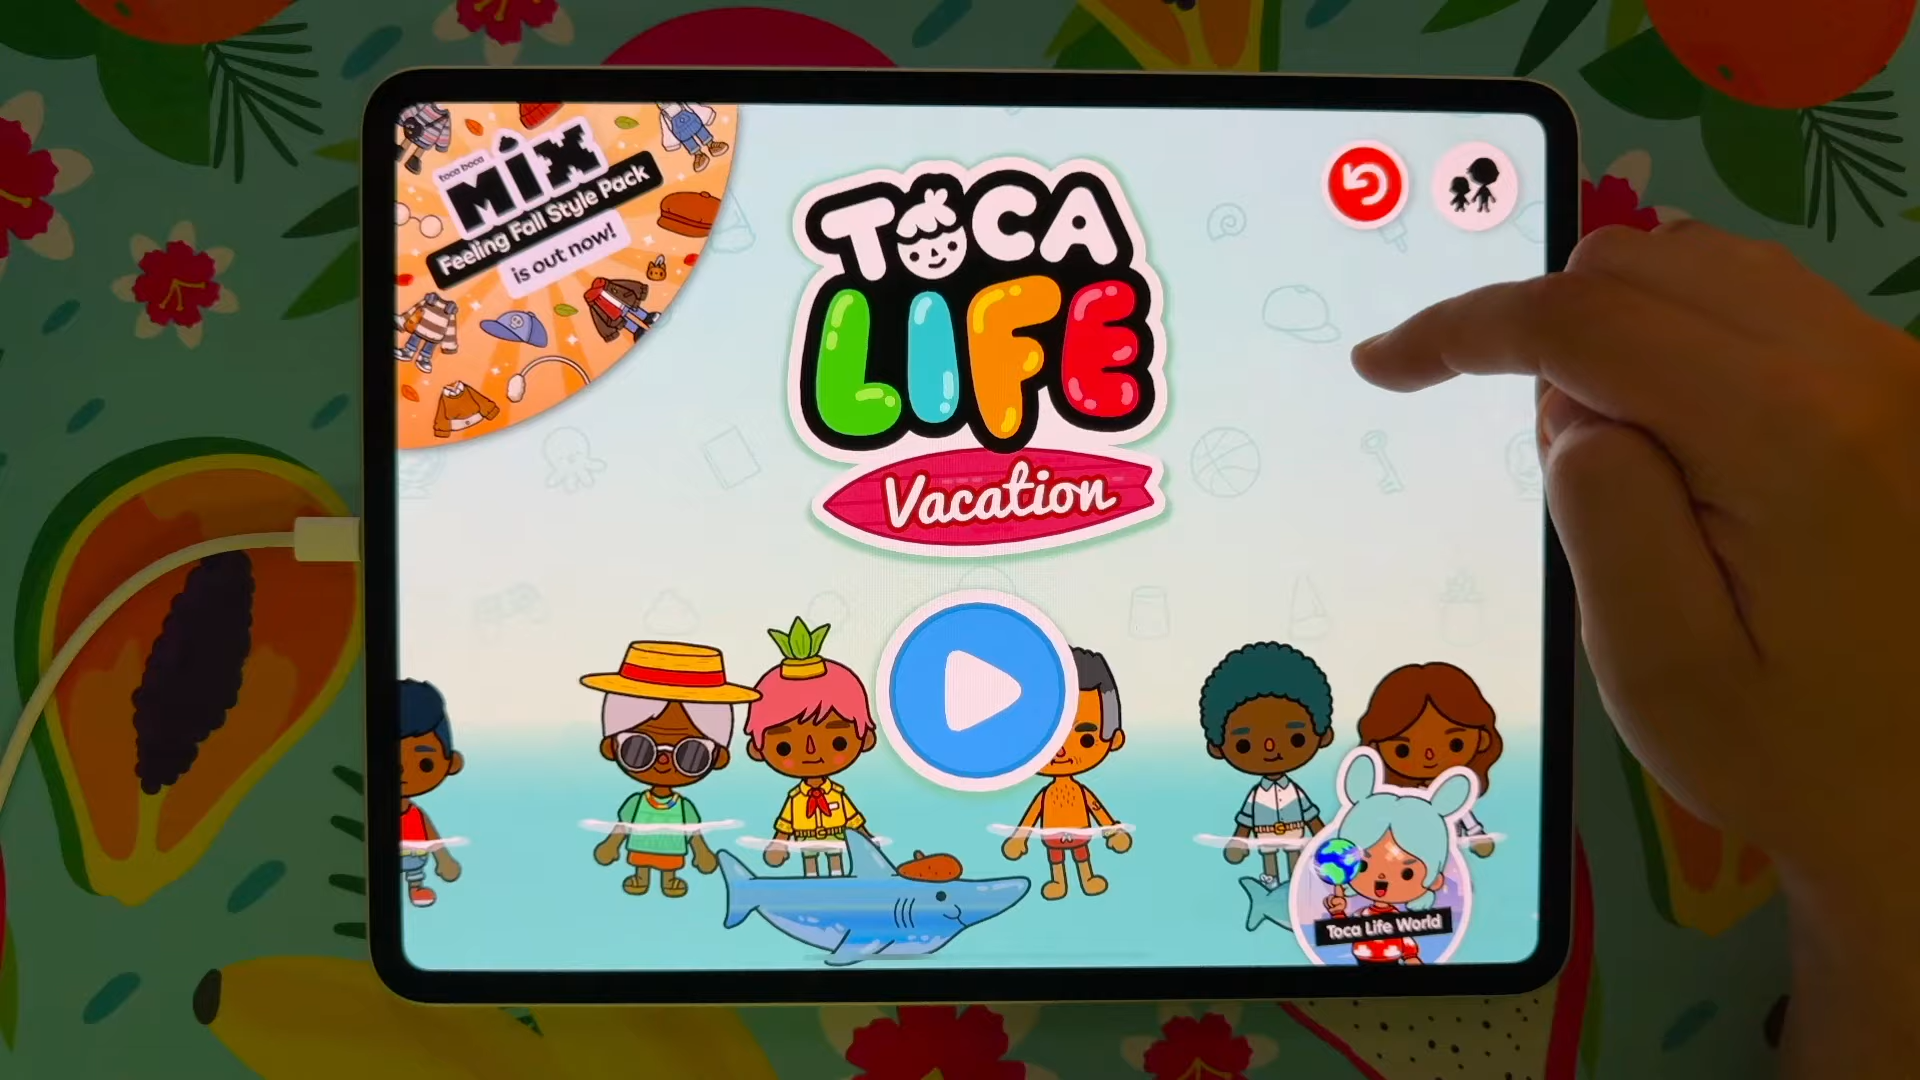 toca boca
mix
Feeling Fall Style Pack
is out now!
TOCA
LIFE
Vacation
Toca Life World